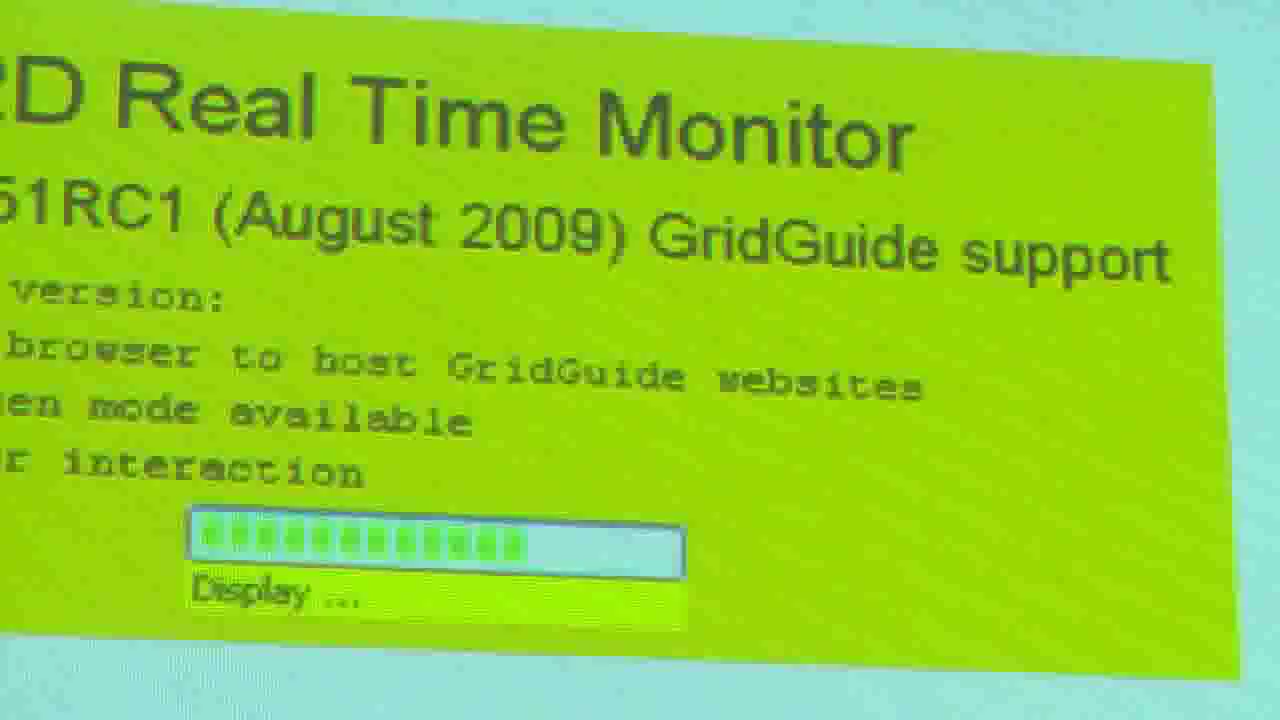 2D Real Time Monitor
51RC1 (August 2009) GridGuide support
version:
browser to host GridGuide websites
en mode available
r interaction
Display ...